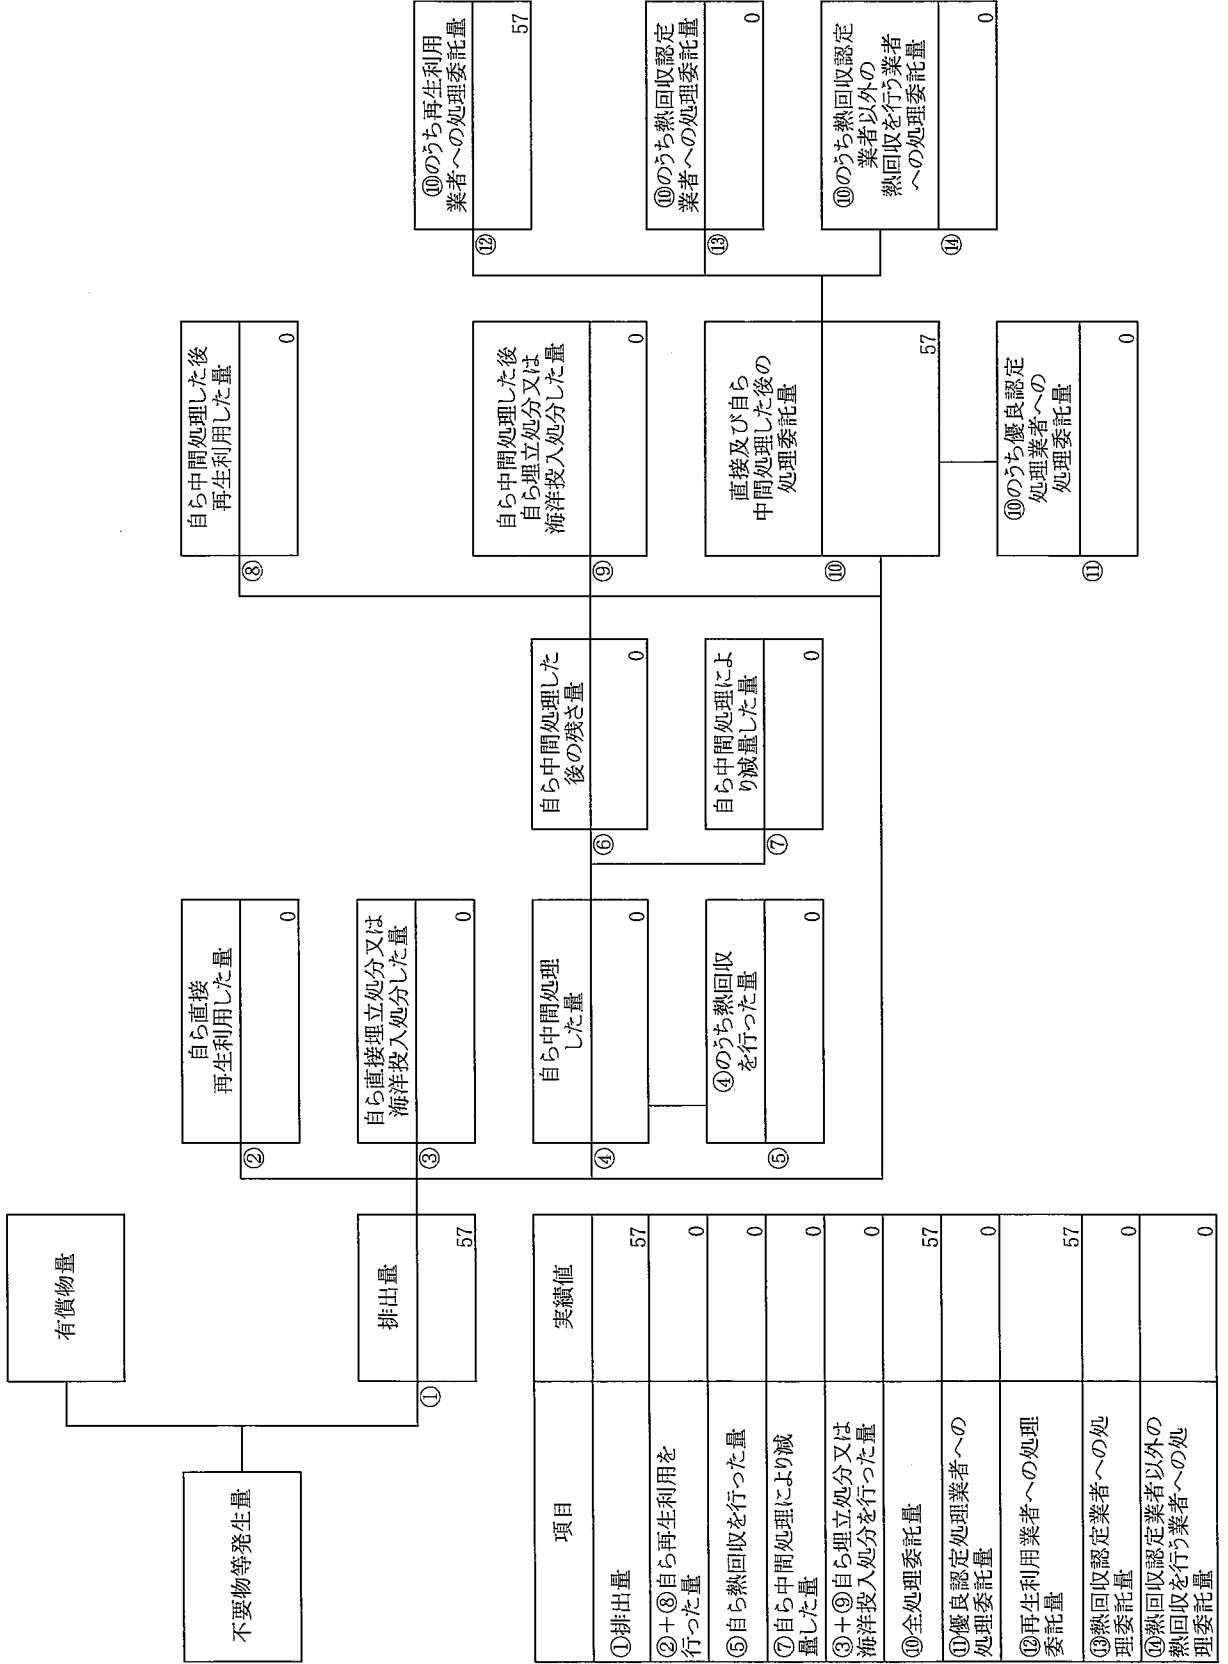 不要物等発生量
有償物量
①
排出量
57
②
自ら直接
再生利用した量
0
③
自ら直接埋立処分又は
海洋投入処分した量
0
④
自ら中間処理
した量
0
⑤
④のうち熱回収
を行った量
0
⑥
自ら中間処理した
後の残さ量
0
⑦
自ら中間処理によ
り減量した量
0
⑧
自ら中間処理した後
再生利用した量
0
⑨
自ら中間処理した後
自ら埋立処分又は
海洋投入処分した量
0
⑩
直接及び自ら
中間処理した後の
処理委託量
57
⑪
⑩のうち優良認定
処理業者への
処理委託量
0
⑫
⑩のうち再生利用
業者への処理委託量
57
⑬
⑩のうち熱回収認定
業者への処理委託量
0
⑭
⑩のうち熱回収認定
業者以外の
熱回収を行う業者
への処理委託量
0
項目
実績値
①排出量
57
②+⑧自ら再生利用を
行った量
0
⑤自ら熱回収を行った量
0
⑦自ら中間処理により減
量した量
0
③+⑨自ら埋立処分又は
海洋投入処分を行った量
0
⑩全処理委託量
57
⑪優良認定処理業者への
処理委託量
0
⑫再生利用業者への処理
委託量
57
⑬熱回収認定業者への処
理委託量
0
⑭熱回収認定業者以外の
熱回収を行う業者への処
理委託量
0